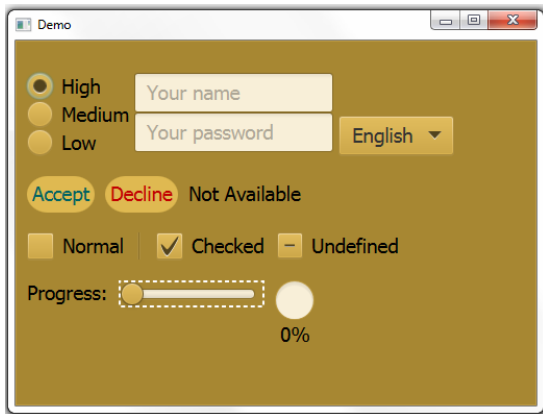 Demo
High
Your name
Medium
Low
Your password
English
Accept Decline Not Available
Normal Checked Undefined
Progress:
0%